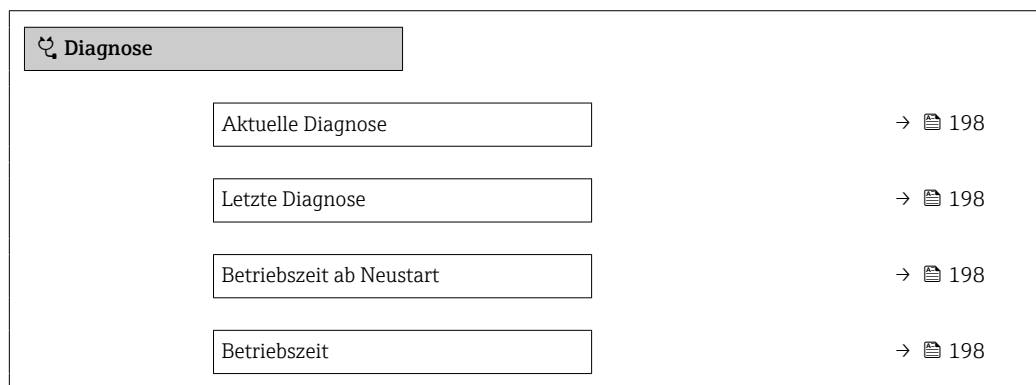 Diagnose
Aktuelle Diagnose → 198
Letzte Diagnose → 198
Betriebszeit ab Neustart → 198
Betriebszeit → 198